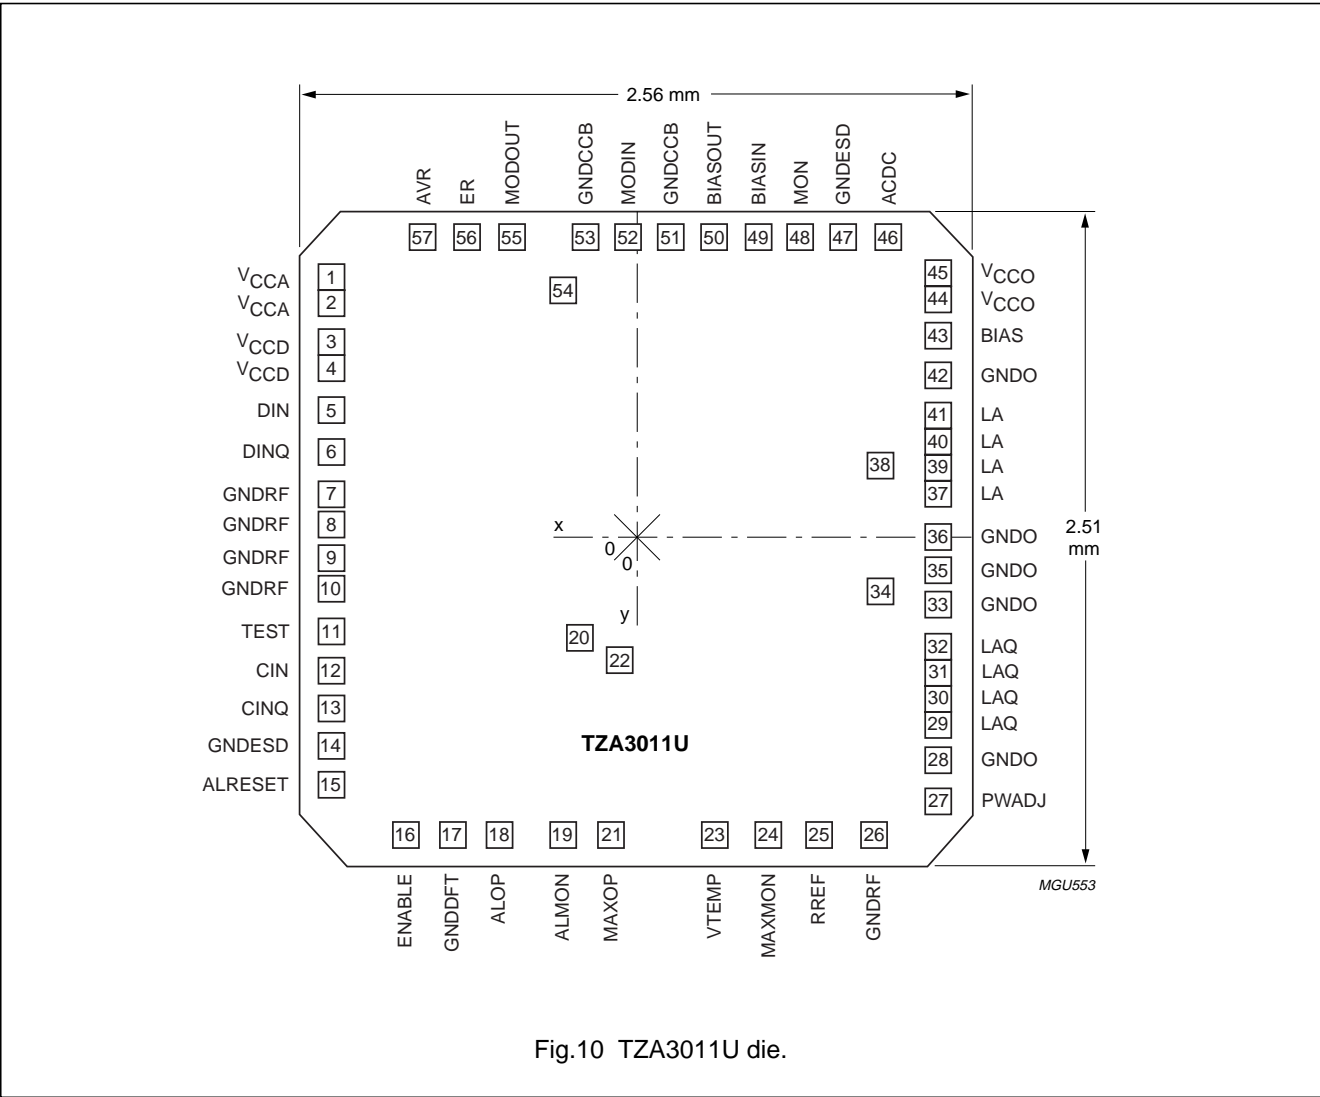 2.56 mm
AVR
ER
MODOUT
GNDCCB
MODIN
GNDCCB
BIASOUT
BIASIN
MON
GNDESD
ACDC
57 56 55 53 52 51 50 49 48 47 46
54
VCCA 1
VCCA 2
VCCD 3
VCCD 4
DIN 5
DINQ 6
GNDRF 7
GNDRF 8
GNDRF 9
GNDRF 10
TEST 11
CIN 12
CINQ 13
GNDESD 14
ALRESET 15
45 VCCO
44 VCCO
43 BIAS
42 GNDO
41 LA
40 LA
38
39 LA
37 LA
x
0
0
y
36 GNDO
35 GNDO
34
33 GNDO
20
22
32 LAQ
31 LAQ
30 LAQ
29 LAQ
28 GNDO
27 PWADJ
2.51
mm
TZA3011U
16 17 18 19 21 23 24 25 26
ENABLE
GNDDFT
ALOP
ALMON
MAXOP
VTEMP
MAXMON
RREF
GNDRF
MGU553
Fig.10 TZA3011U die.